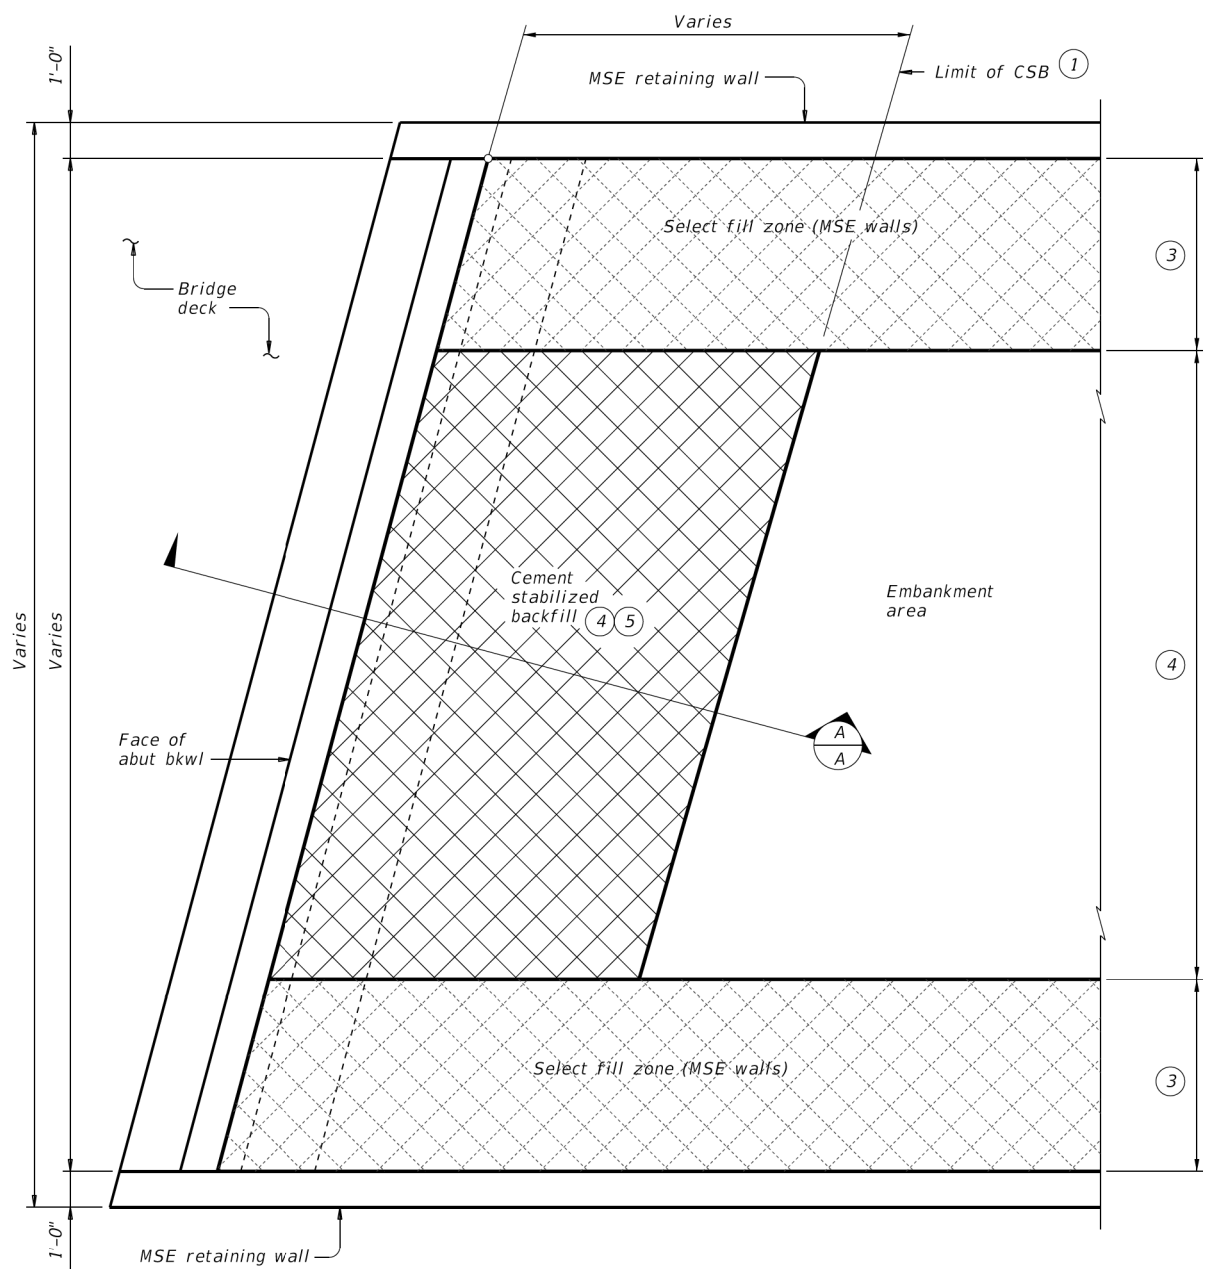 Varies
1'-0"
MSE retaining wall
Limit of CSB 1
Select fill zone (MSE walls)
3
Bridge
deck
Cement
stabilized
backfill 4 5
Embankment
area
Varies
Varies
4
Face of
abut bkwl
A
A
Select fill zone (MSE walls)
3
1'-0"
MSE retaining wall